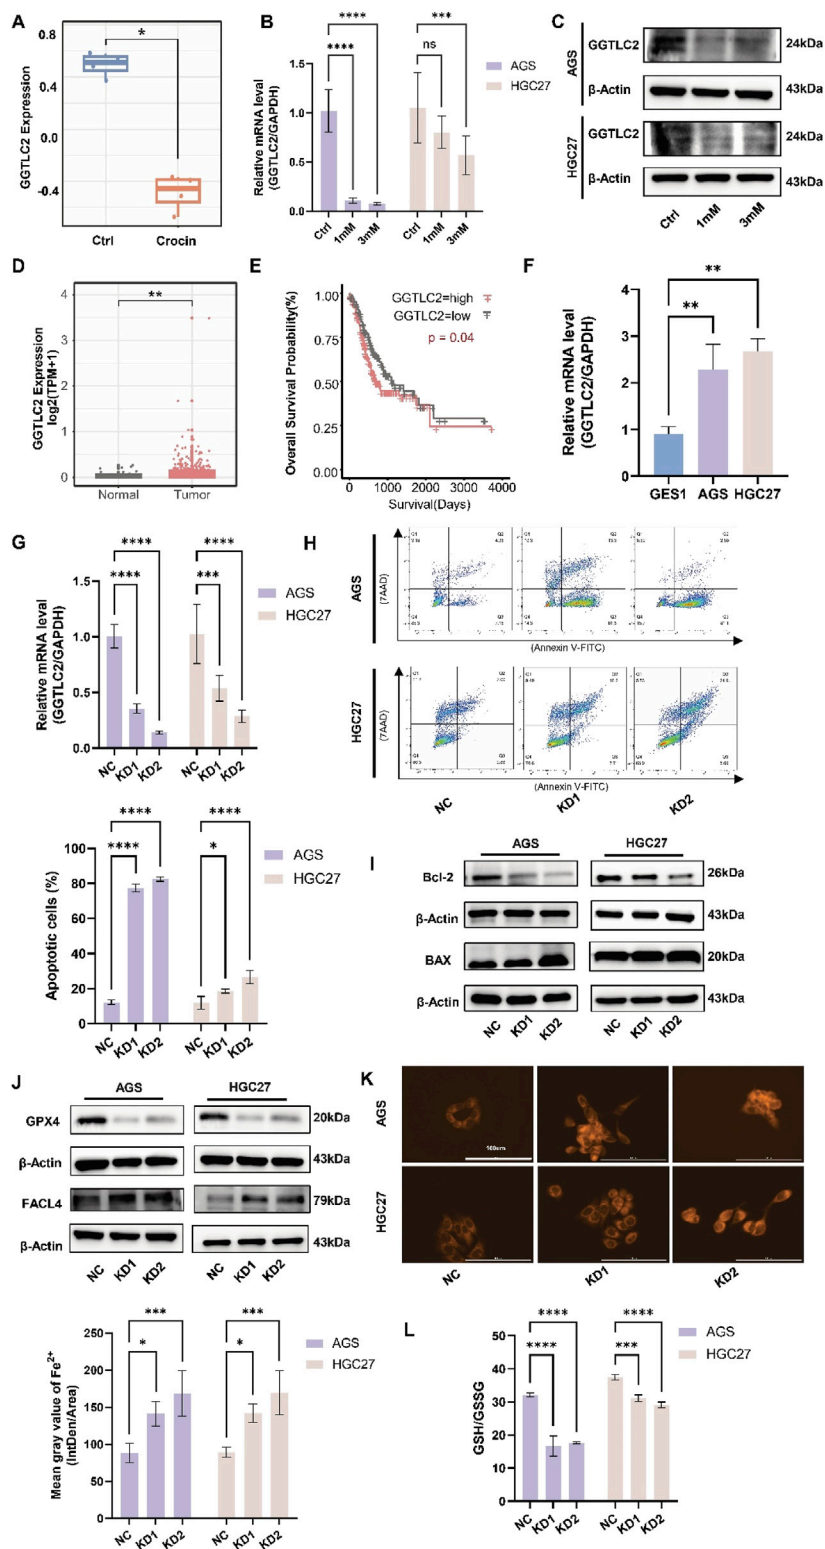 A
GGTLC2 Expression
0.8
0.4
0.0
-0.4
*
Ctrl
Crocin
B
Relative mRNA level
(GGTLC2/GAPDH)
1.5
1.0
0.5
0.0
****
****
***
ns
AGS
HGC27
Ctrl
1mM
3mM
Ctrl
1mM
3mM
C
AGS
GGTLC2
24kDa
β-Actin
43kDa
HGC27
GGTLC2
24kDa
β-Actin
43kDa
Ctrl
1mM
3mM
D
GGTLC2 Expression
log2(TPM+1)
4
3
2
1
0
**
Normal
Tumor
E
Overall Survival Probability(%)
1.00
0.75
0.50
0.25
0.00
GGTLC2=high
GGTLC2=low
p = 0.04
0
1000
2000
3000
4000
Survival(Days)
F
Relative mRNA level
(GGTLC2/GAPDH)
4
3
2
1
0
**
**
GES1
AGS
HGC27
G
Relative mRNA level
(GGTLC2/GAPDH)
1.5
1.0
0.5
0.0
****
****
****
***
AGS
HGC27
NC
KD1
KD2
NC
KD1
KD2
Apoptotic cells (%)
100
80
60
40
20
0
****
****
****
*
AGS
HGC27
NC
KD1
KD2
NC
KD1
KD2
H
AGS
(7AAD)
(Annexin V-FITC)
HGC27
(7AAD)
(Annexin V-FITC)
NC
KD1
KD2
I
AGS
HGC27
Bcl-2
26kDa
β-Actin
43kDa
BAX
20kDa
β-Actin
43kDa
NC
KD1
KD2
NC
KD1
KD2
J
AGS
HGC27
GPX4
20kDa
β-Actin
43kDa
FACL4
79kDa
β-Actin
43kDa
NC
KD1
KD2
NC
KD1
KD2
K
AGS
HGC27
NC
KD1
KD2
Mean gray value of Fe²⁺
(IntDen/Area)
250
200
150
100
50
0
***
*
***
*
AGS
HGC27
NC
KD1
KD2
NC
KD1
KD2
L
GSH/GSSG
50
40
30
20
10
0
****
****
****
***
AGS
HGC27
NC
KD1
KD2
NC
KD1
KD2